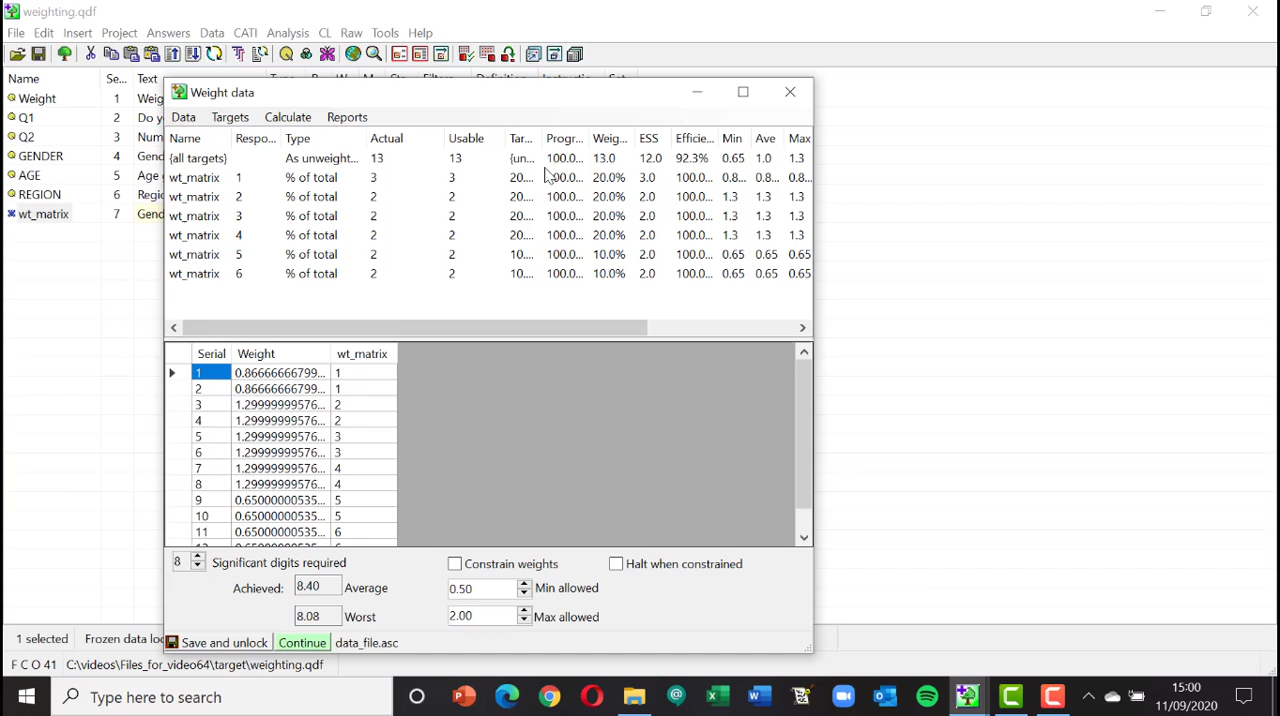 weighting.qdf
File Edit Insert Project Answers Data CATI Analysis CL Raw Tools Help
Name Se... Text
Weight 1 Weig
Q1 2 Do yo
Q2 3 Num
GENDER 4 Gend
AGE 5 Age g
REGION 6 Regio
wt_matrix 7 Gend
Weight data
Data Targets Calculate Reports
Name Respo... Type Actual Usable Tar... Progr... Weig... ESS Efficie... Min Ave Max
{all targets} As unweight... 13 13 {un... 100.0... 13.0 12.0 92.3% 0.65 1.0 1.3
wt_matrix 1 % of total 3 3 20.... 100.0... 20.0% 3.0 100.0... 0.8... 0.8... 0.8...
wt_matrix 2 % of total 2 2 20.... 100.0... 20.0% 2.0 100.0... 1.3 1.3 1.3
wt_matrix 3 % of total 2 2 20.... 100.0... 20.0% 2.0 100.0... 1.3 1.3 1.3
wt_matrix 4 % of total 2 2 20.... 100.0... 20.0% 2.0 100.0... 1.3 1.3 1.3
wt_matrix 5 % of total 2 2 10.... 100.0... 10.0% 2.0 100.0... 0.65 0.65 0.65
wt_matrix 6 % of total 2 2 10.... 100.0... 10.0% 2.0 100.0... 0.65 0.65 0.65
Serial Weight wt_matrix
1 0.86666666799... 1
2 0.86666666799... 1
3 1.29999999576... 2
4 1.29999999576... 2
5 1.29999999576... 3
6 1.29999999576... 3
7 1.29999999576... 4
8 1.29999999576... 4
9 0.65000000535... 5
10 0.65000000535... 5
11 0.65000000535... 6
8 Significant digits required Constrain weights Halt when constrained
Achieved: 8.40 Average 0.50 Min allowed
8.08 Worst 2.00 Max allowed
Save and unlock Continue data_file.asc
1 selected Frozen data loc
F C O 41 C:\videos\Files_for_video64\target\weighting.qdf
Type here to search
15:00
11/09/2020